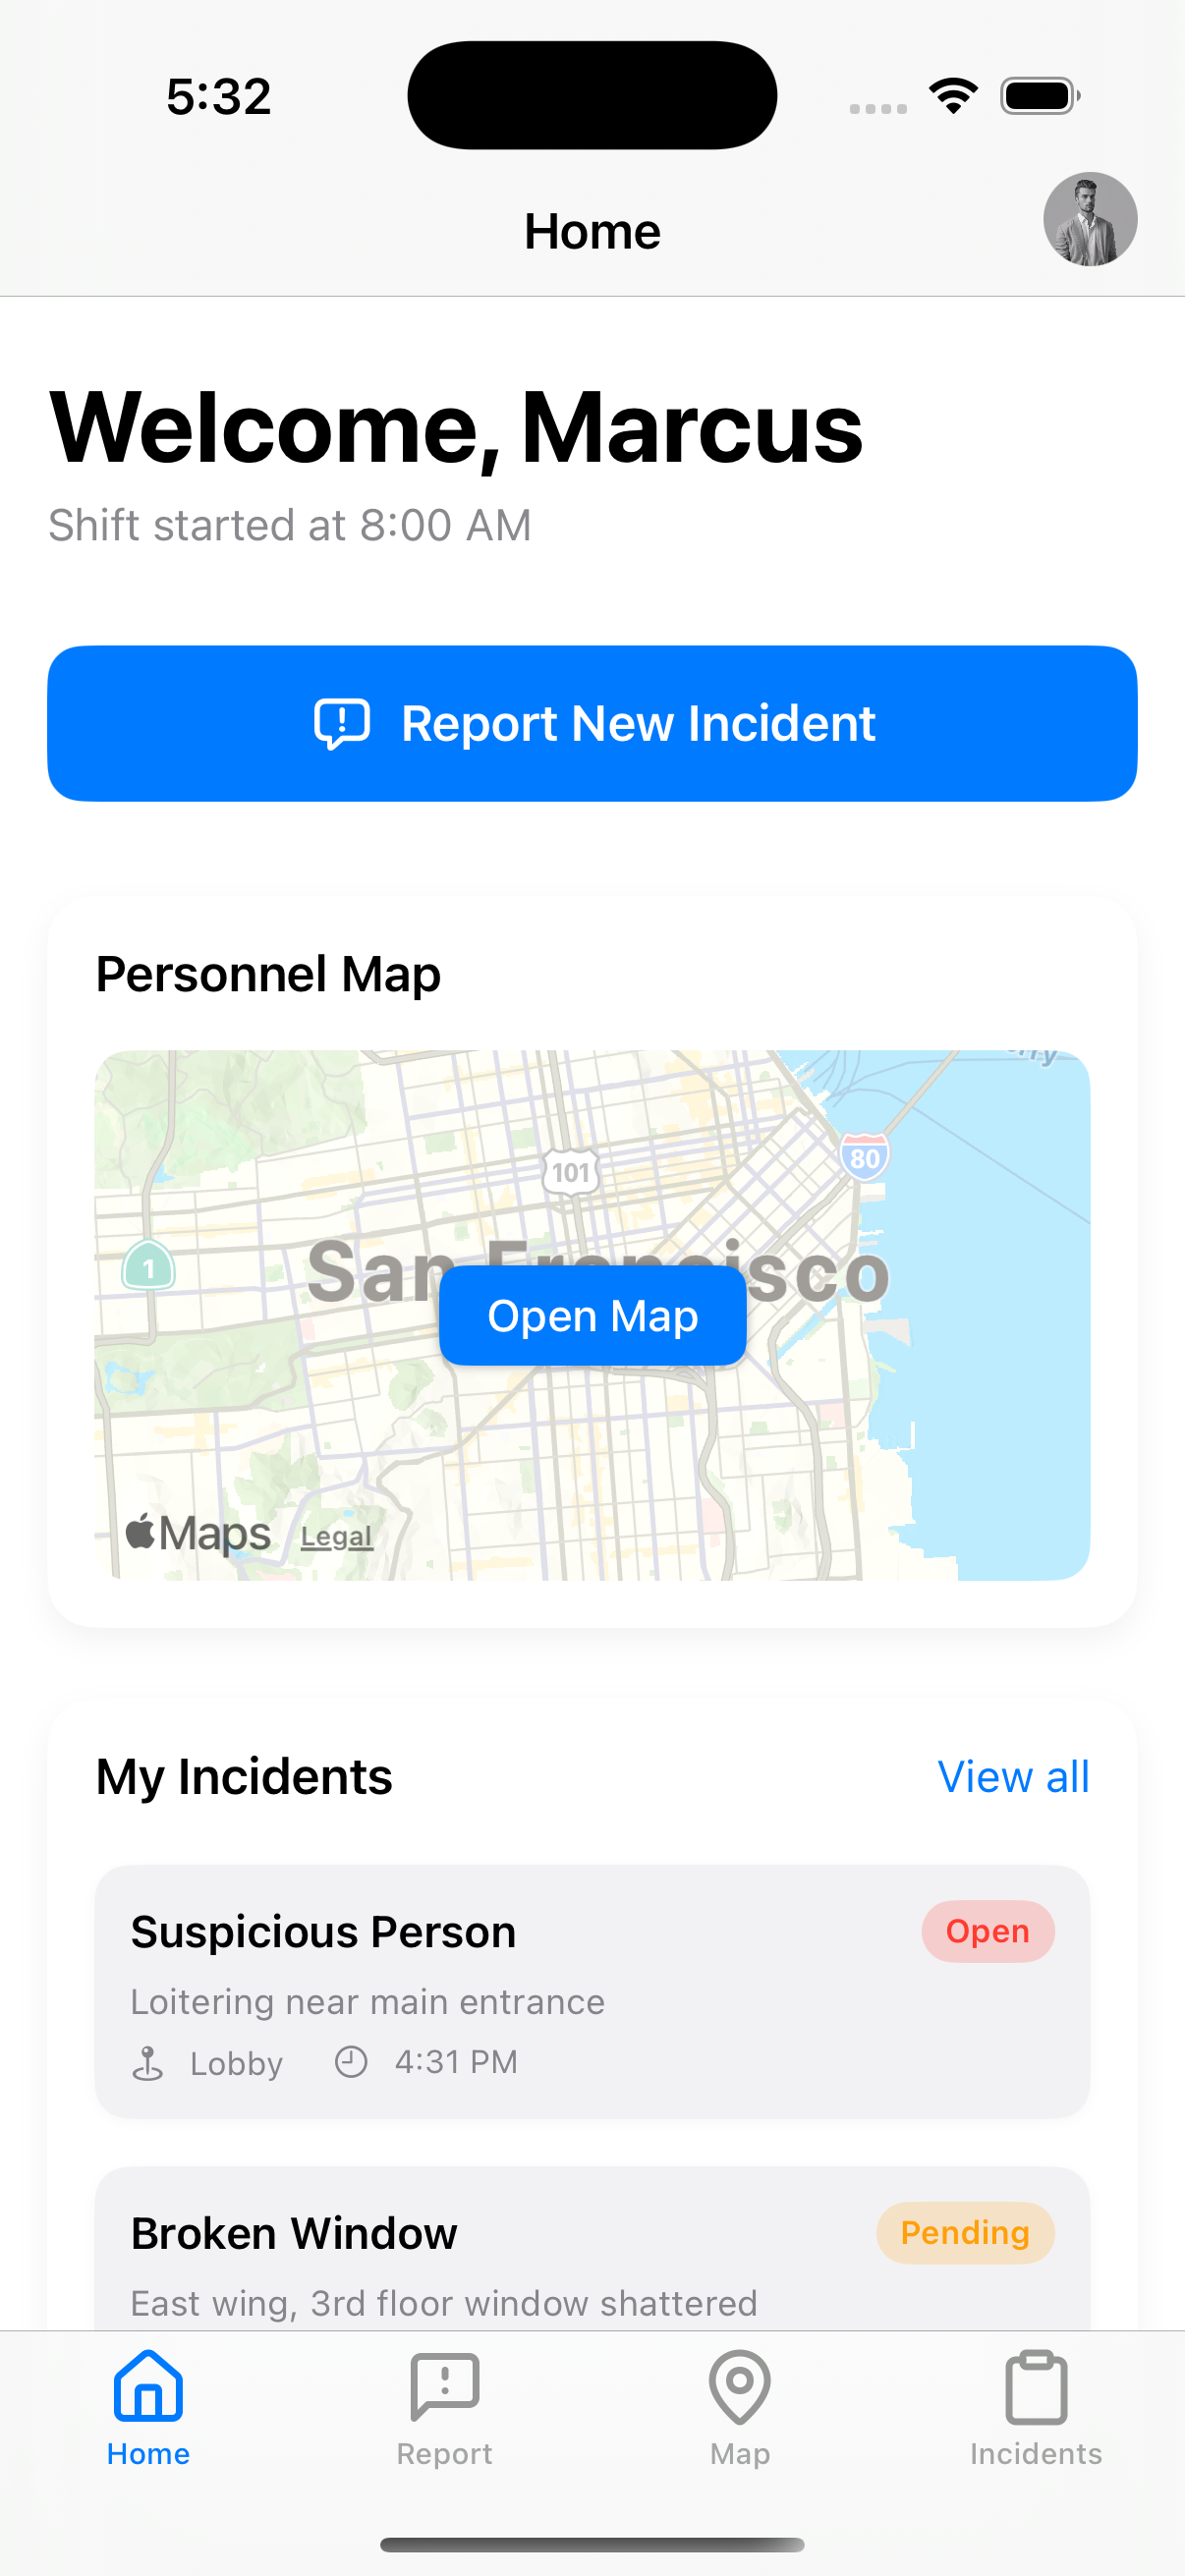 5:32
Home
Welcome, Marcus
Shift started at 8:00 AM
Report New Incident
Personnel Map
101
80
1
San Francisco
Open Map
Maps Legal
My Incidents View all
Suspicious Person Open
Loitering near main entrance
Lobby 4:31 PM
Broken Window Pending
East wing, 3rd floor window shattered
Home Report Map Incidents